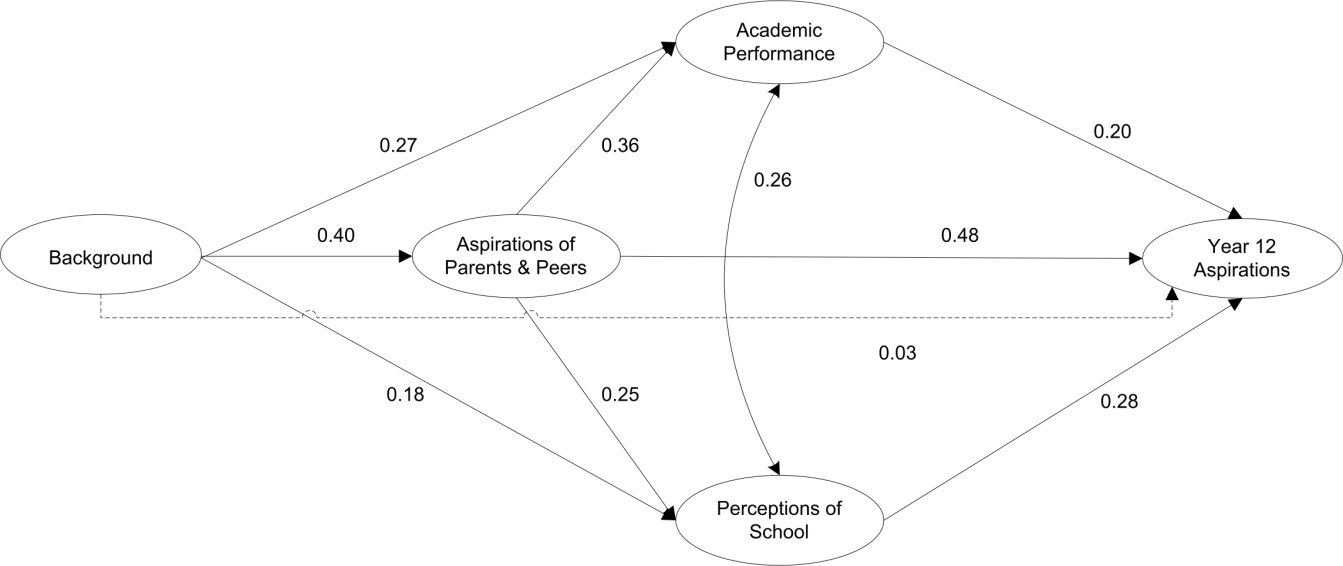 Academic
Performance
0.27
0.36
0.20
0.26
Background
0.40
Aspirations of
Parents & Peers
0.48
Year 12
Aspirations
0.03
0.18
0.25
0.28
Perceptions of
School